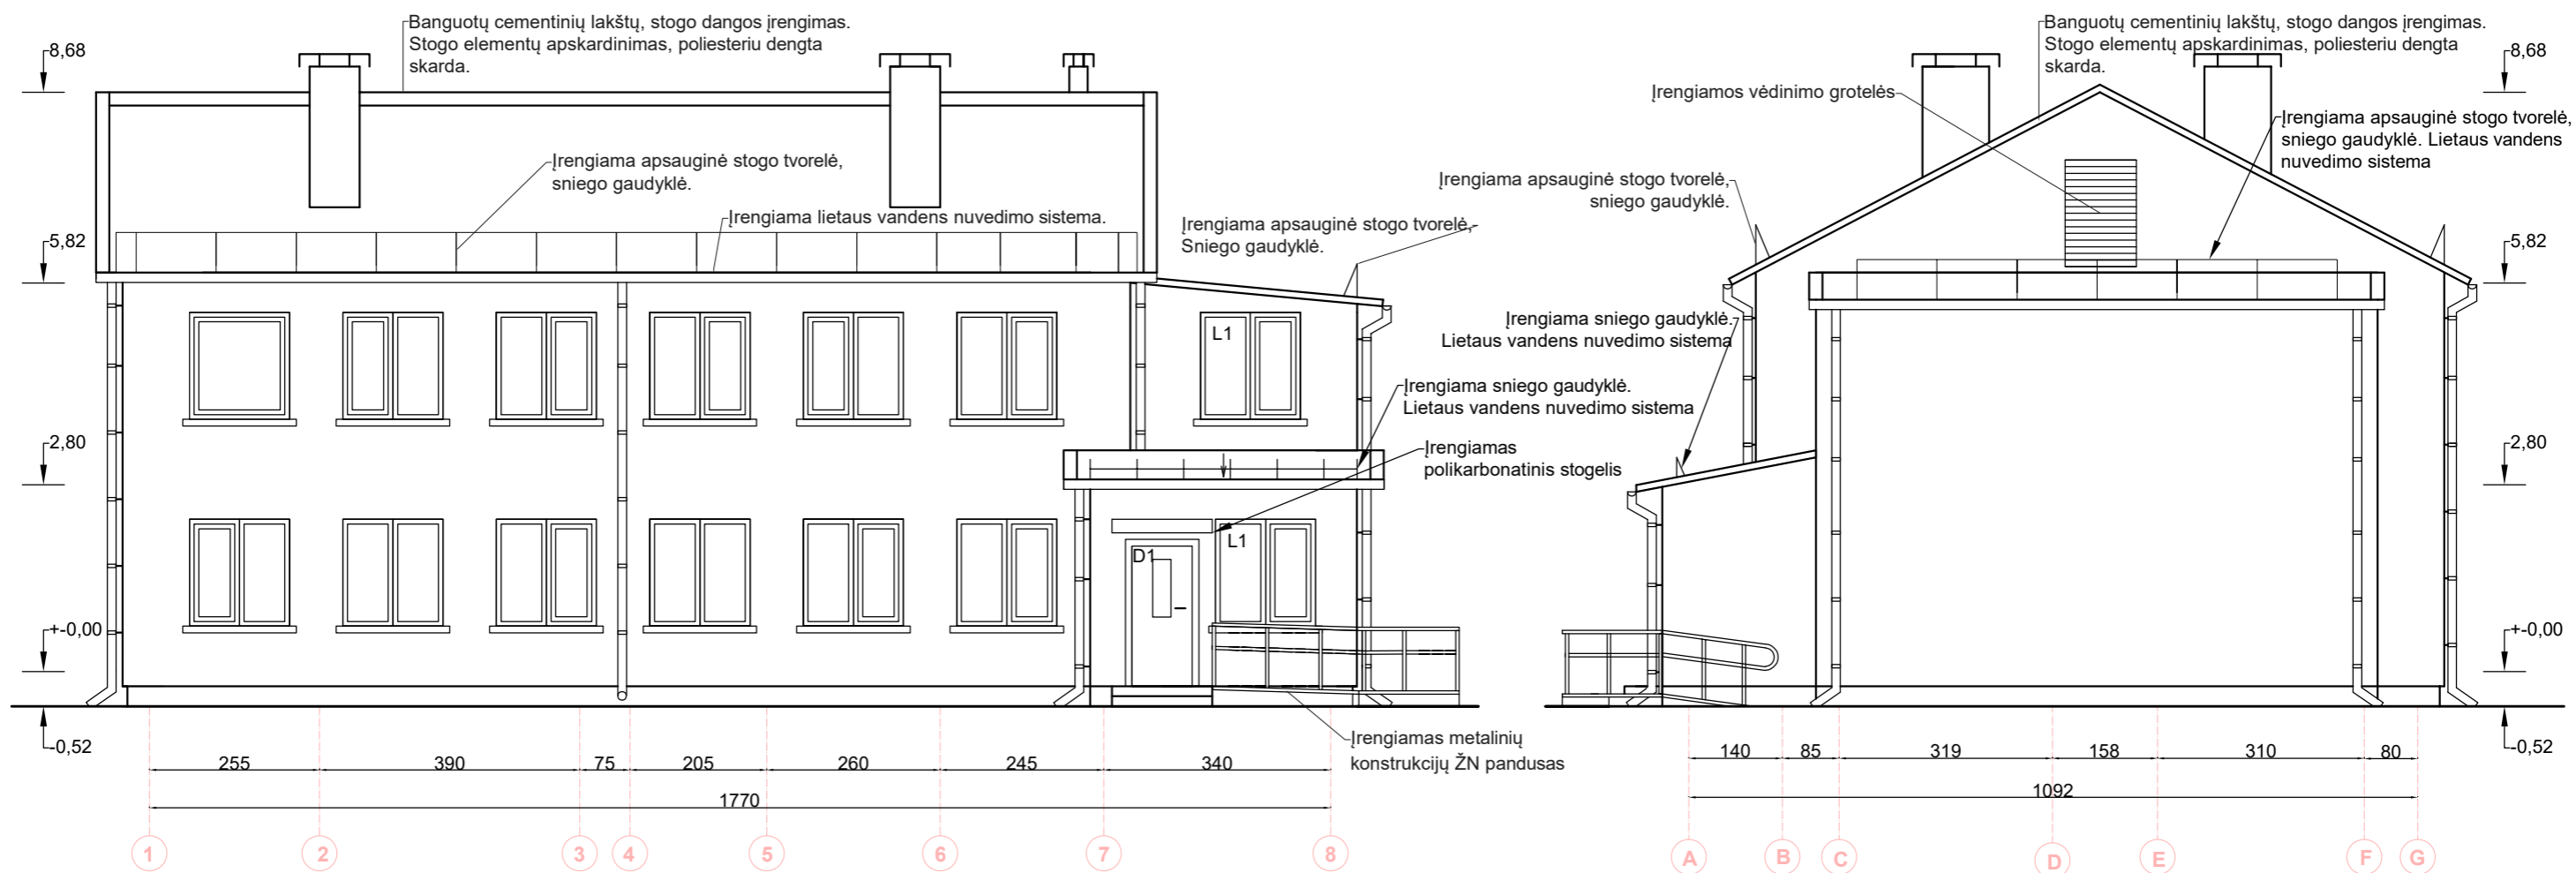 Banguotų cementinių lakštų, stogo dangos įrengimas.
Stogo elementų apskardinimas, poliesteriu dengta
skarda.
8,68
Įrengiama apsauginė stogo tvorelė,
sniego gaudyklė.
Įrengiama lietaus vandens nuvedimo sistema.
5,82
Įrengiama apsauginė stogo tvorelė,
Sniego gaudyklė.
L1
Įrengiama sniego gaudyklė.
Lietaus vandens nuvedimo sistema
2,80
Įrengiamas
polikarbonatinis stogelis
D1
L1
+-0,00
-0,52
Įrengiamas metalinių
konstrukcijų ŽN pandusas
255 390 75 205 260 245 340
1770
1 2 3 4 5 6 7 8
Banguotų cementinių lakštų, stogo dangos įrengimas.
Stogo elementų apskardinimas, poliesteriu dengta
skarda.
8,68
Įrengiamos vėdinimo grotelės
Įrengiama apsauginė stogo tvorelė,
sniego gaudyklė. Lietaus vandens
nuvedimo sistema
Įrengiama apsauginė stogo tvorelė,
sniego gaudyklė.
5,82
Įrengiama sniego gaudyklė.
Lietaus vandens nuvedimo sistema
2,80
+-0,00
-0,52
140 85 319 158 310 80
1092
A B C D E F G